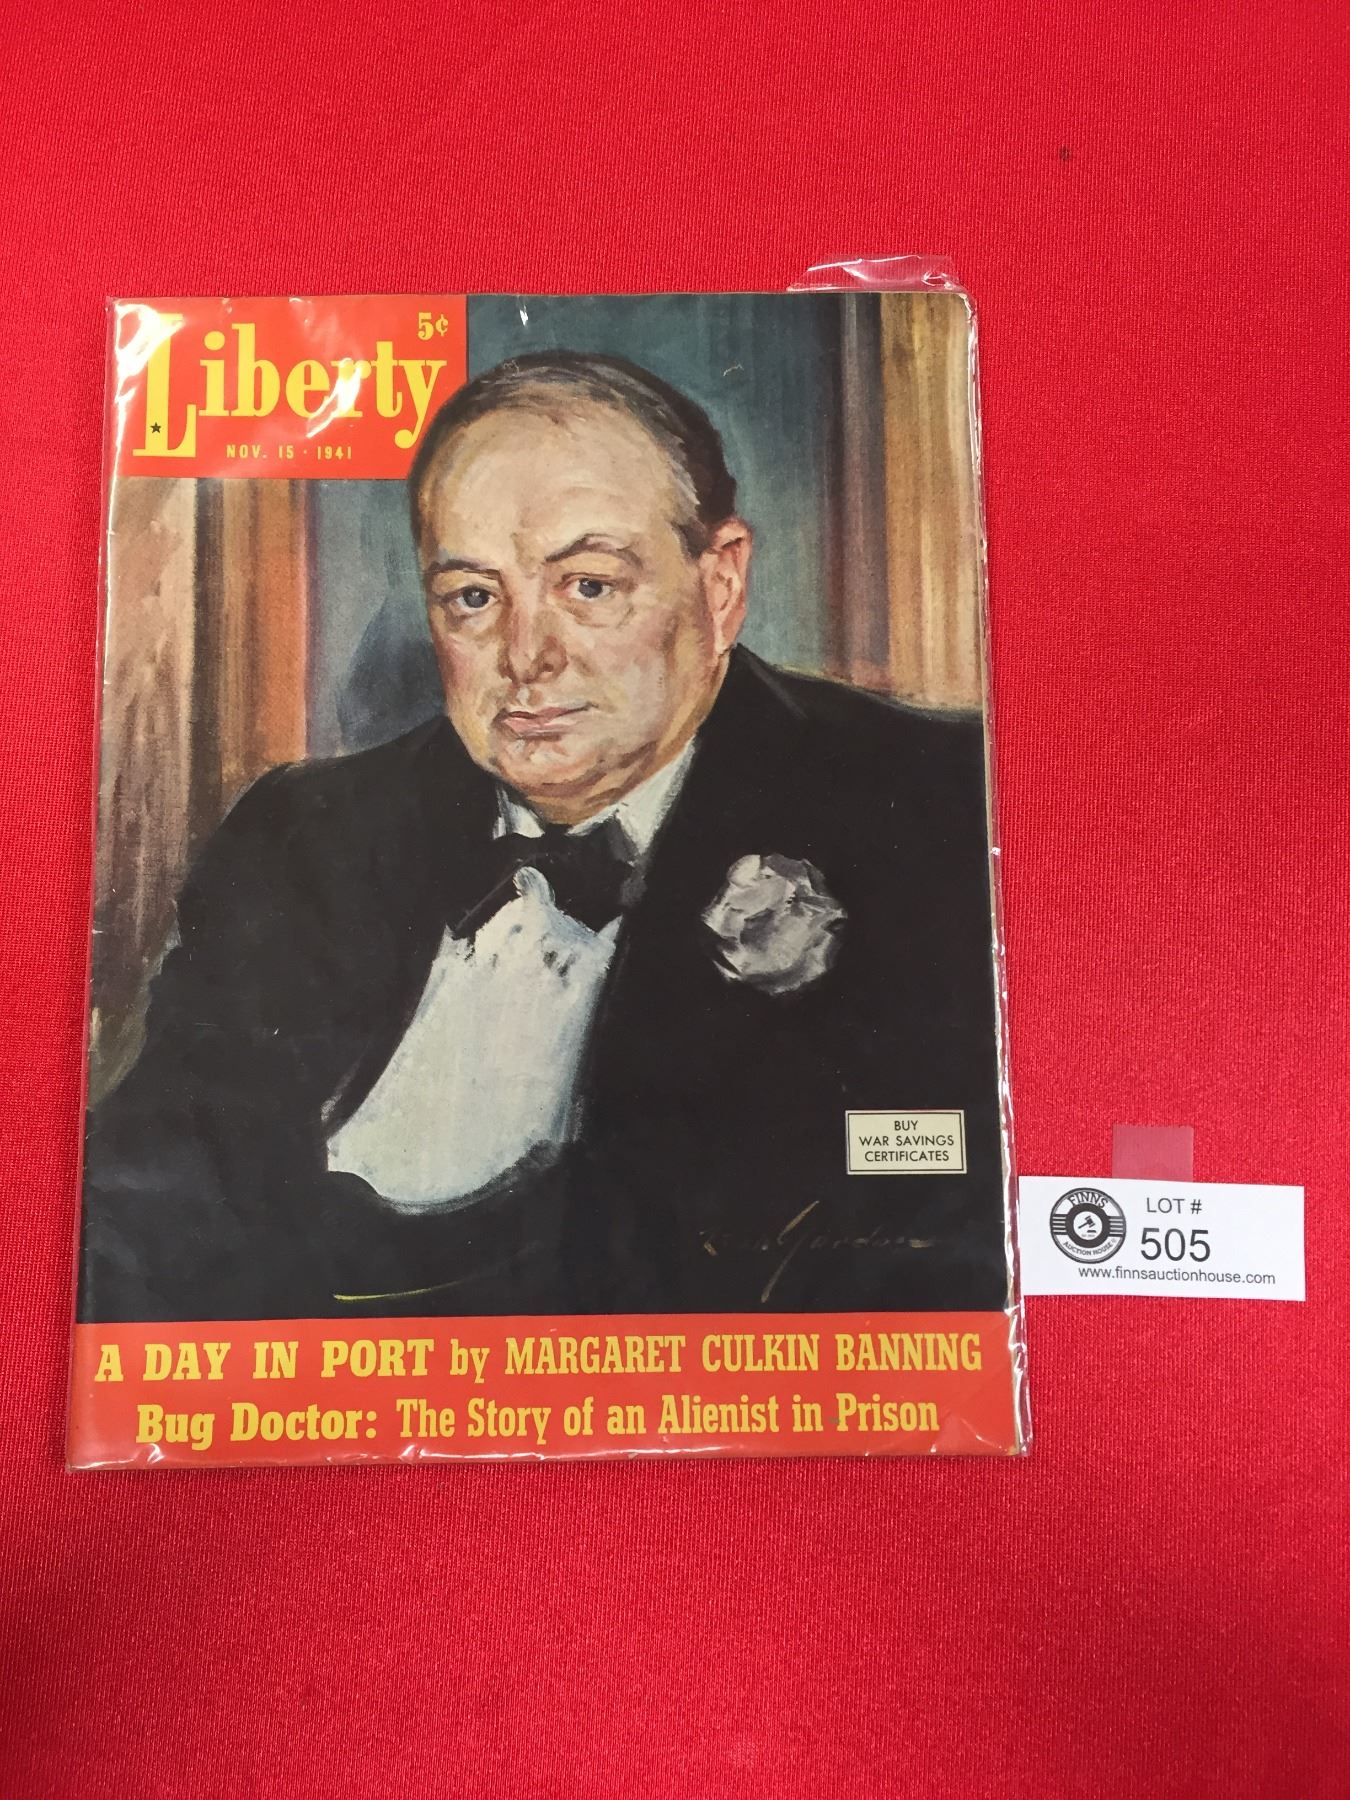 5¢
Liberty
NOV. 15 · 1941
BUY
WAR SAVINGS
CERTIFICATES
A DAY IN PORT by MARGARET CULKIN BANNING
Bug Doctor: The Story of an Alienist in Prison
FINNS
AUCTION HOUSE
LOT #
505
www.finnsauctionhouse.com